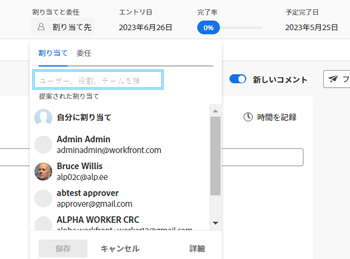 割り当てと委任 エントリ日 完了率 予定完了日
割り当て先 2023年6月26日 0% 2023年5月25日
割り当て 委任
ユーザー、役割、チームを検
新しいコメント フ
提案された割り当て
自分に割り当て 時間を記録
Admin Admin
adminadmin@workfront.com
Bruce Willis
alp02c@alp.ee
abtest approver
approver@gmail.com
ALPHA WORKER CRC
保存 キャンセル 詳細